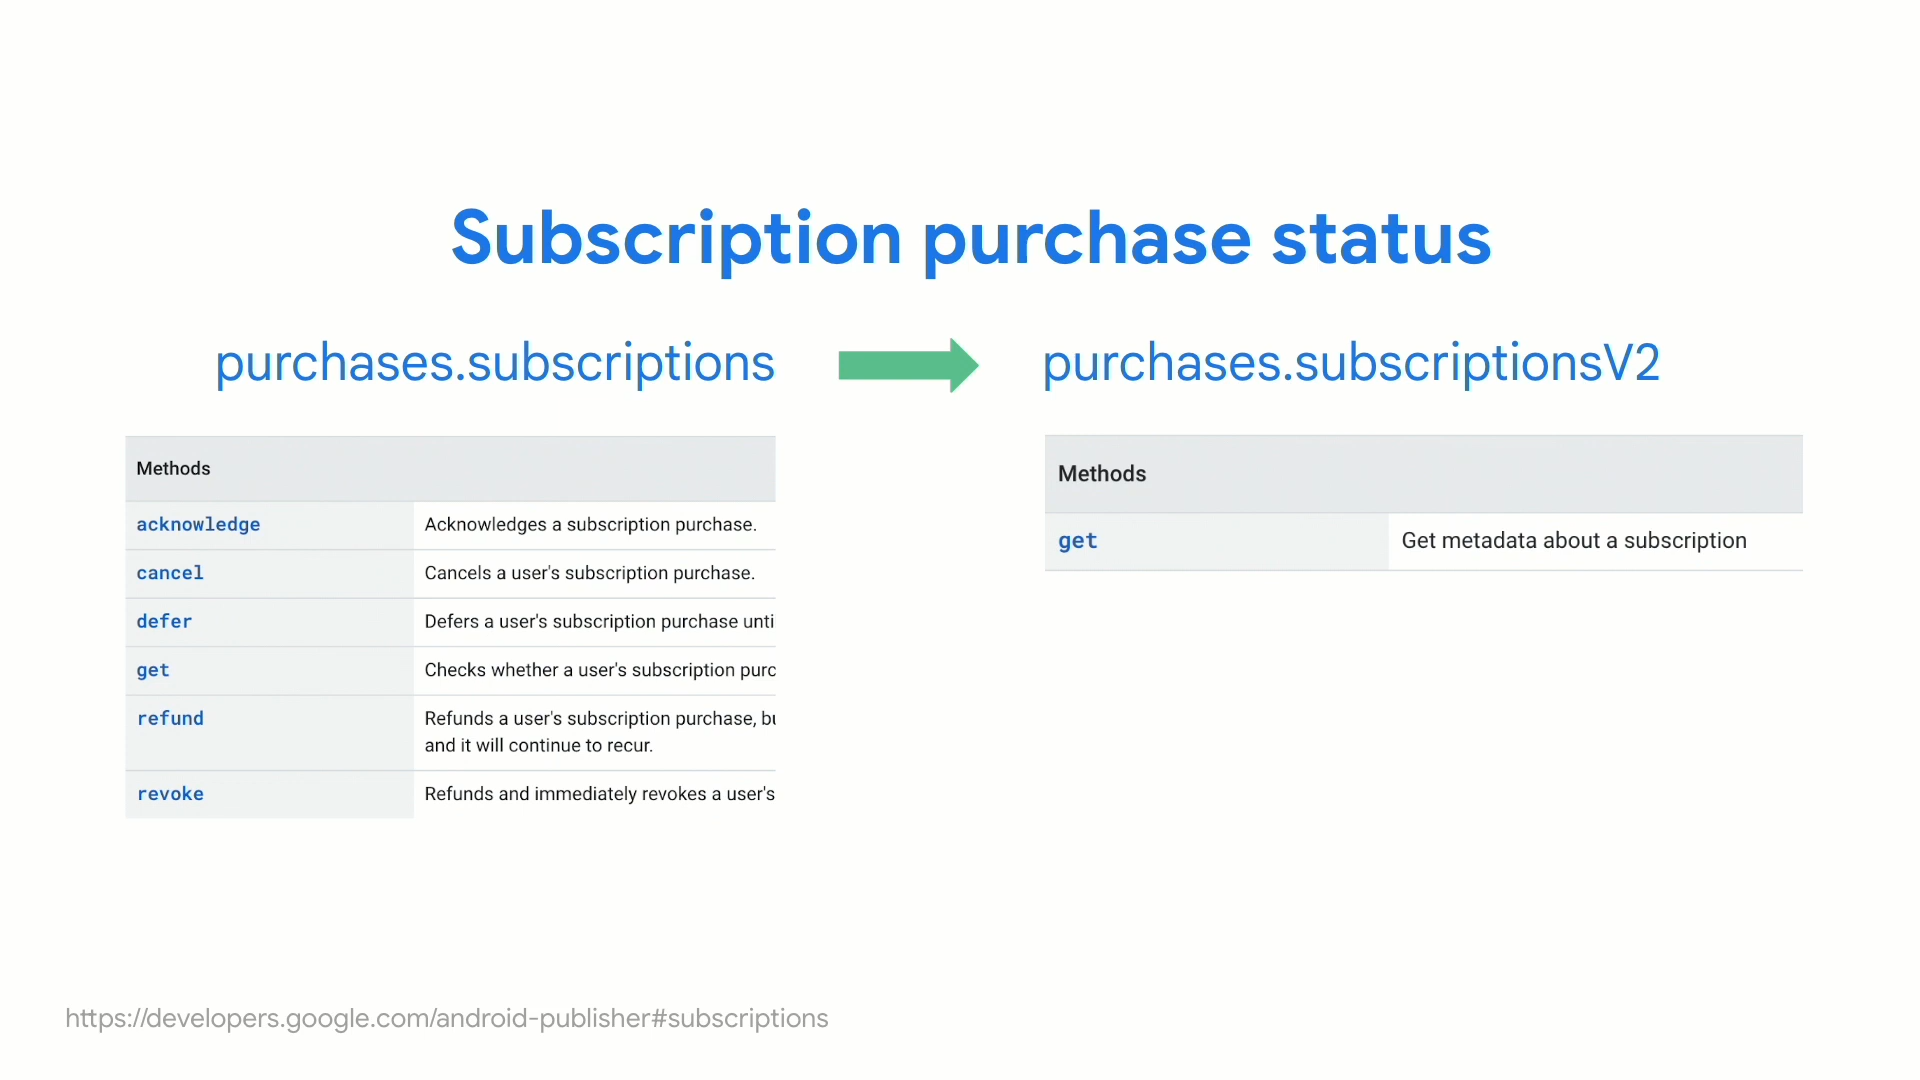 Subscription purchase status
purchases.subscriptions
purchases.subscriptionsV2
Methods
acknowledge Acknowledges a subscription purchase.
cancel Cancels a user's subscription purchase.
defer Defers a user's subscription purchase unti
get Checks whether a user's subscription purc
refund Refunds a user's subscription purchase, bu
and it will continue to recur.
revoke Refunds and immediately revokes a user's
Methods
get Get metadata about a subscription
https://developers.google.com/android-publisher#subscriptions